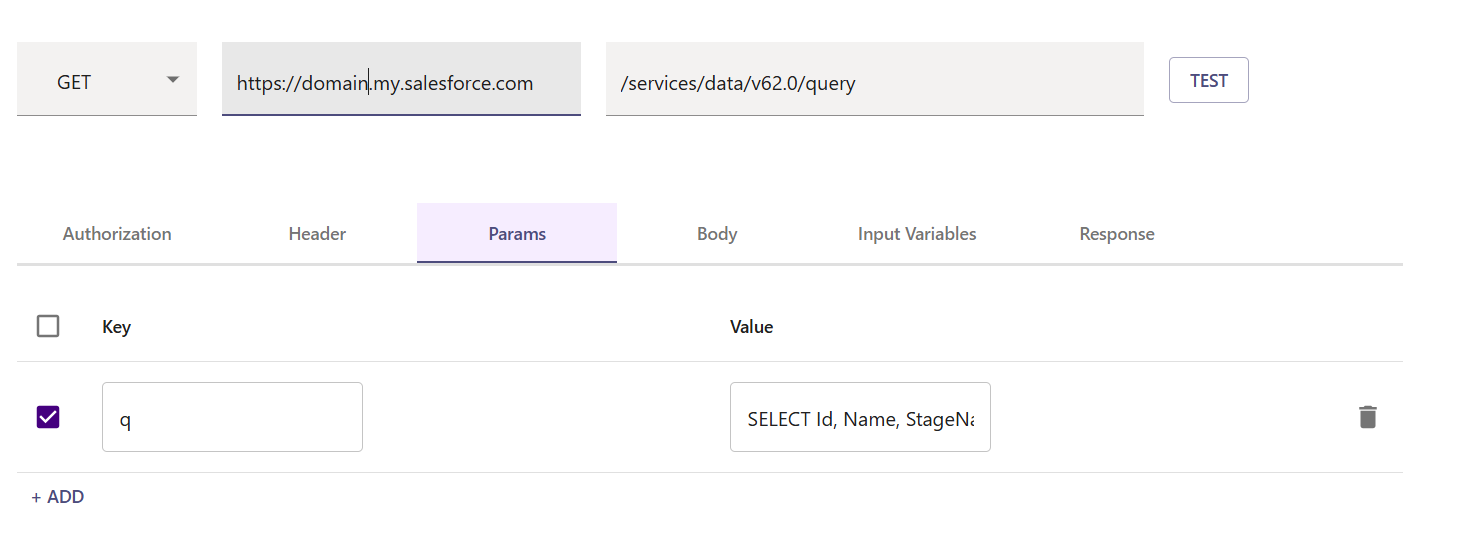 GET https://domain.my.salesforce.com /services/data/v62.0/query TEST
Authorization Header Params Body Input Variables Response
Key Value
q SELECT Id, Name, StageNa
+ ADD